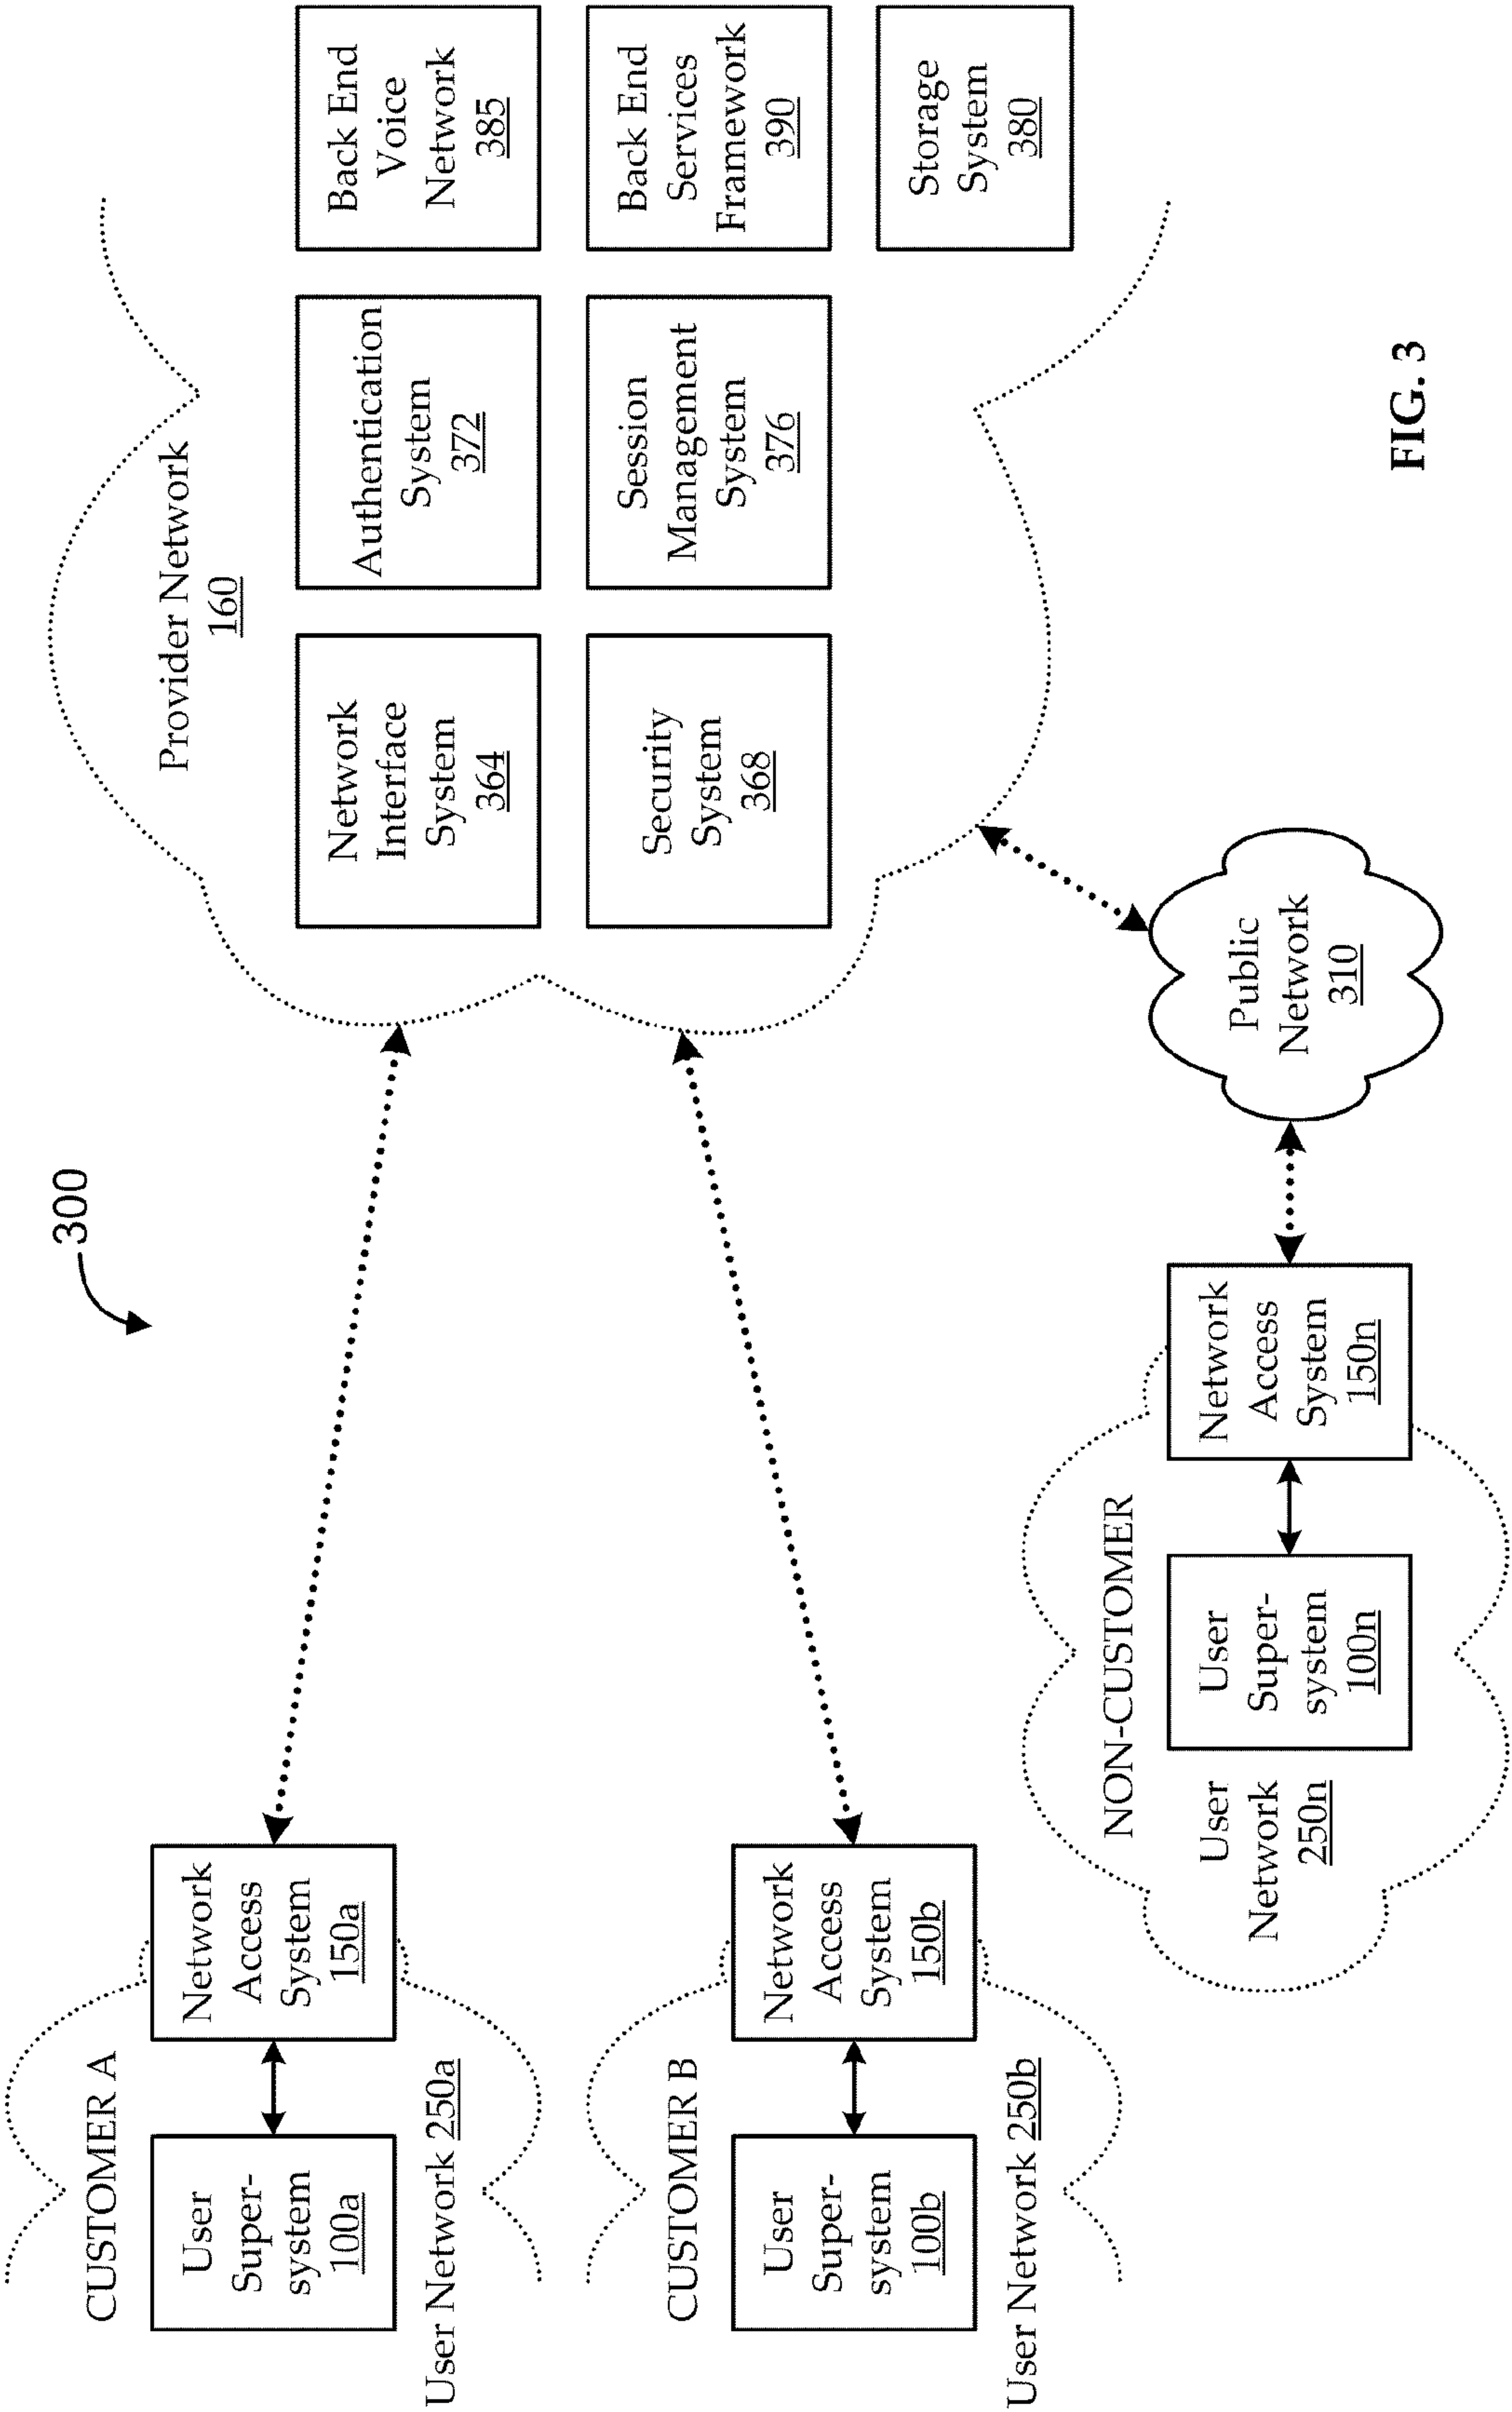 300
CUSTOMER A
User
Super-
system
100a
User Network 250a
Network
Access
System
150a
CUSTOMER B
User
Super-
system
100b
User Network 250b
Network
Access
System
150b
NON-CUSTOMER
User
Network
250n
User
Super-
system
100n
Network
Access
System
150n
Public
Network
310
Provider Network
160
Network
Interface
System
364
Authentication
System
372
Back End
Voice
Network
385
Security
System
368
Session
Management
System
376
Back End
Services
Framework
390
Storage
System
380
FIG. 3